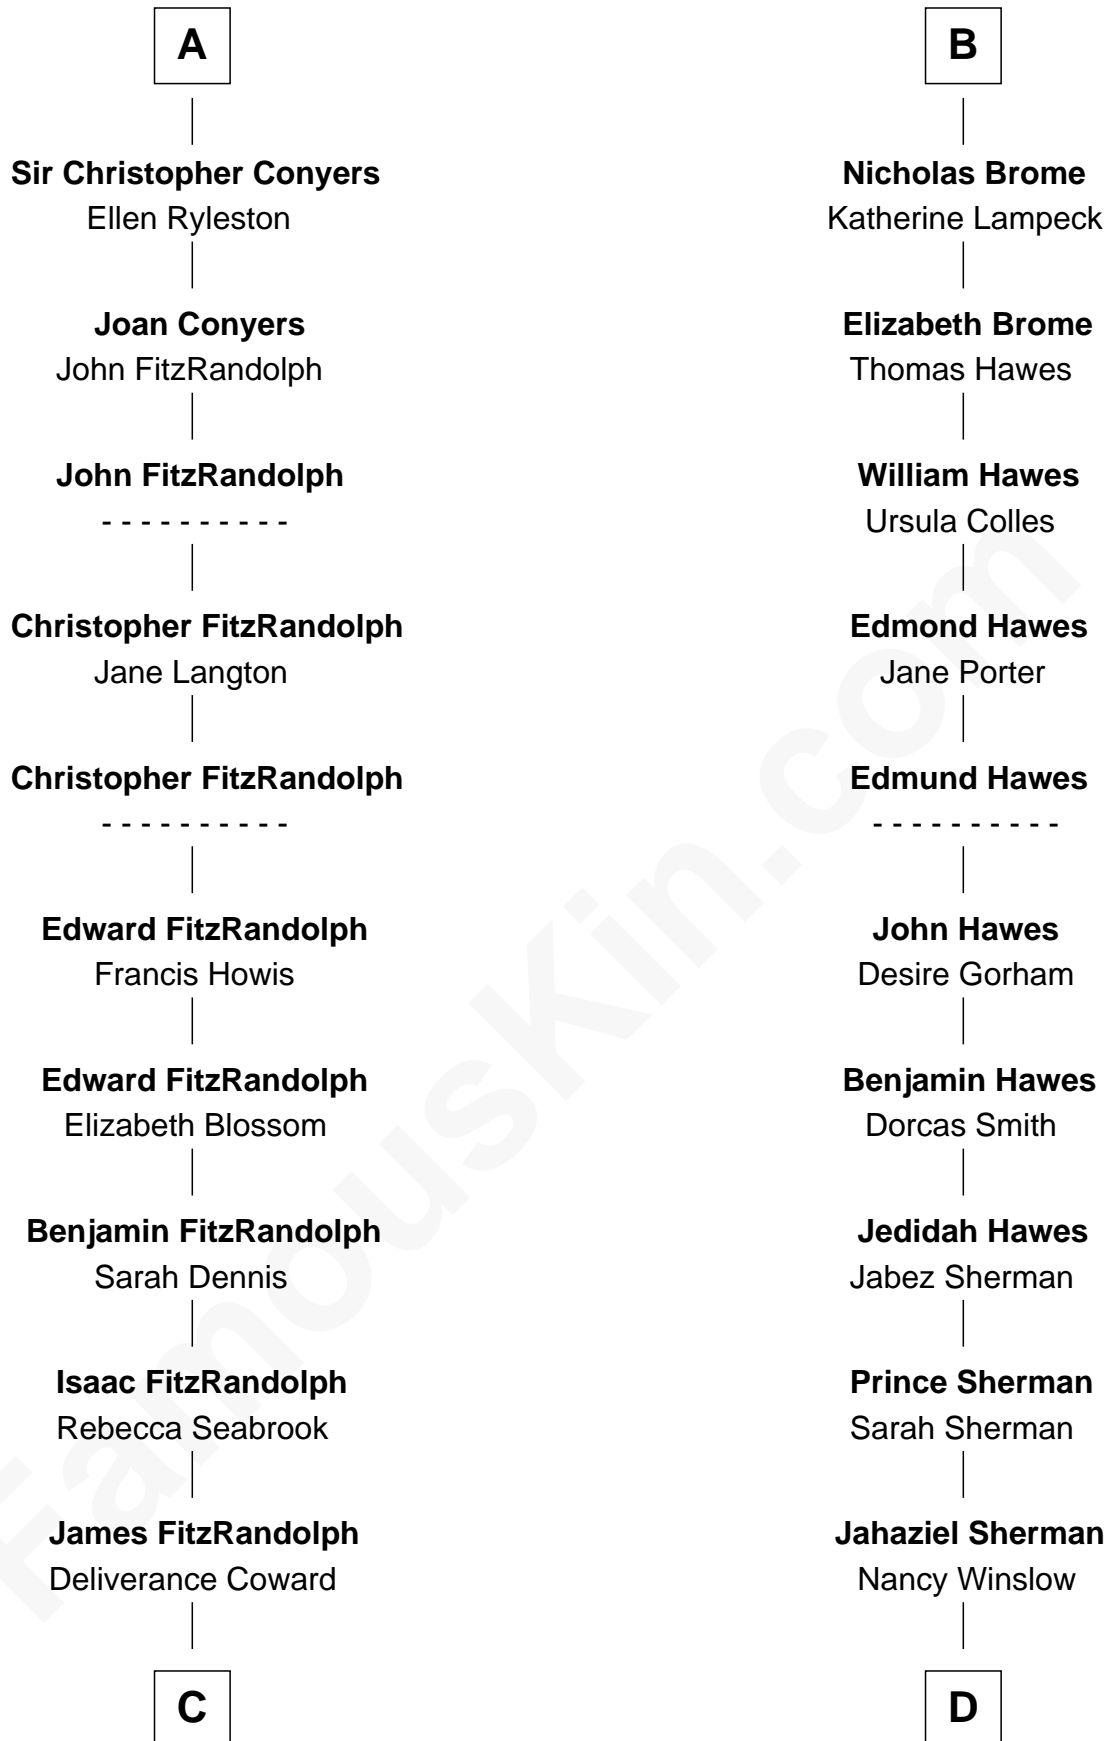 A
Sir Christopher Conyers
Ellen Ryleston
Joan Conyers
John FitzRandolph
John FitzRandolph
- - - - - - - - - -
Christopher FitzRandolph
Jane Langton
Christopher FitzRandolph
- - - - - - - - - -
Edward FitzRandolph
Francis Howis
Edward FitzRandolph
Elizabeth Blossom
Benjamin FitzRandolph
Sarah Dennis
Isaac FitzRandolph
Rebecca Seabrook
James FitzRandolph
Deliverance Coward
C
B
Nicholas Brome
Katherine Lampeck
Elizabeth Brome
Thomas Hawes
William Hawes
Ursula Colles
Edmond Hawes
Jane Porter
Edmund Hawes
- - - - - - - - - -
John Hawes
Desire Gorham
Benjamin Hawes
Dorcas Smith
Jedidah Hawes
Jabez Sherman
Prince Sherman
Sarah Sherman
Jahaziel Sherman
Nancy Winslow
D
FamousKin.com